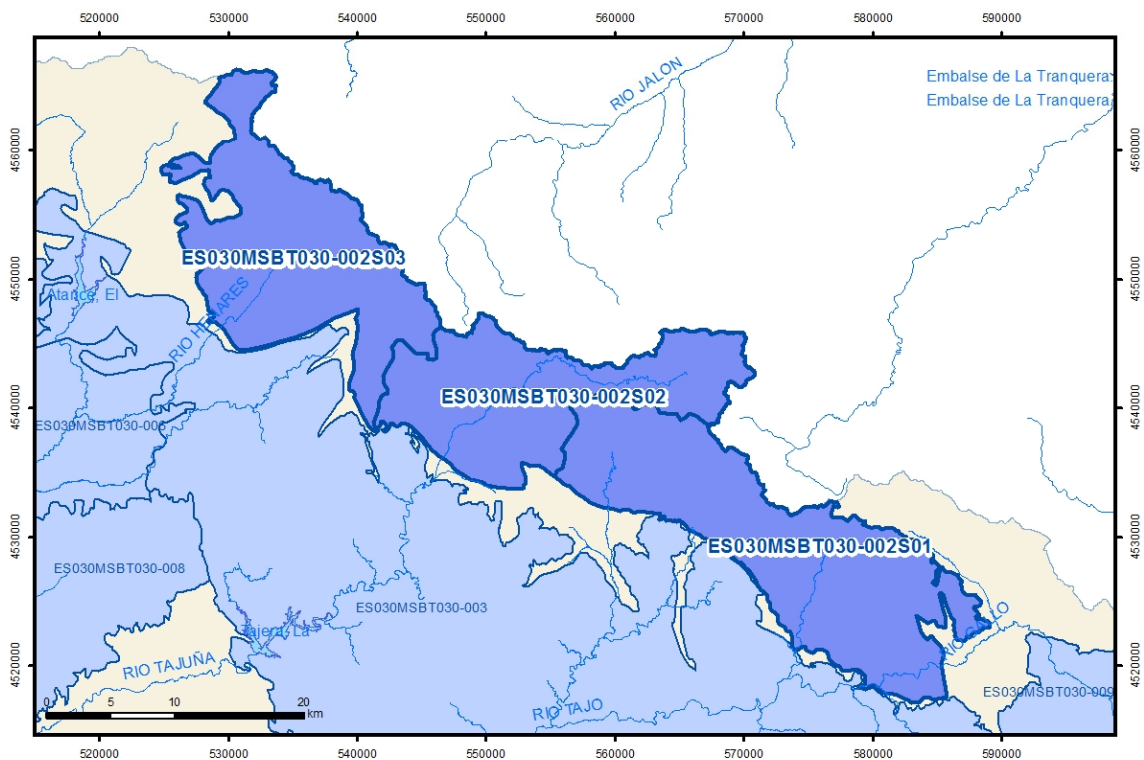 520000 530000 540000 550000 560000 570000 580000 590000
Embalse de La Tranquera
Embalse de La Tranquera
RIO JALON
4560000 4560000
ES030MSBT030-002S03
4550000 4550000
Atance, El
RIO HENARES
ES030MSBT030-002S02
4540000 4540000
ES030MSBT030-006
4530000 4530000
ES030MSBT030-002S01
ES030MSBT030-008
ES030MSBT030-003
Tajera, La
RIO GALLO
RIO TAJUÑA
4520000 4520000
ES030MSBT030-009
RIO TAJO
0 5 10 20
km
520000 530000 540000 550000 560000 570000 580000 590000